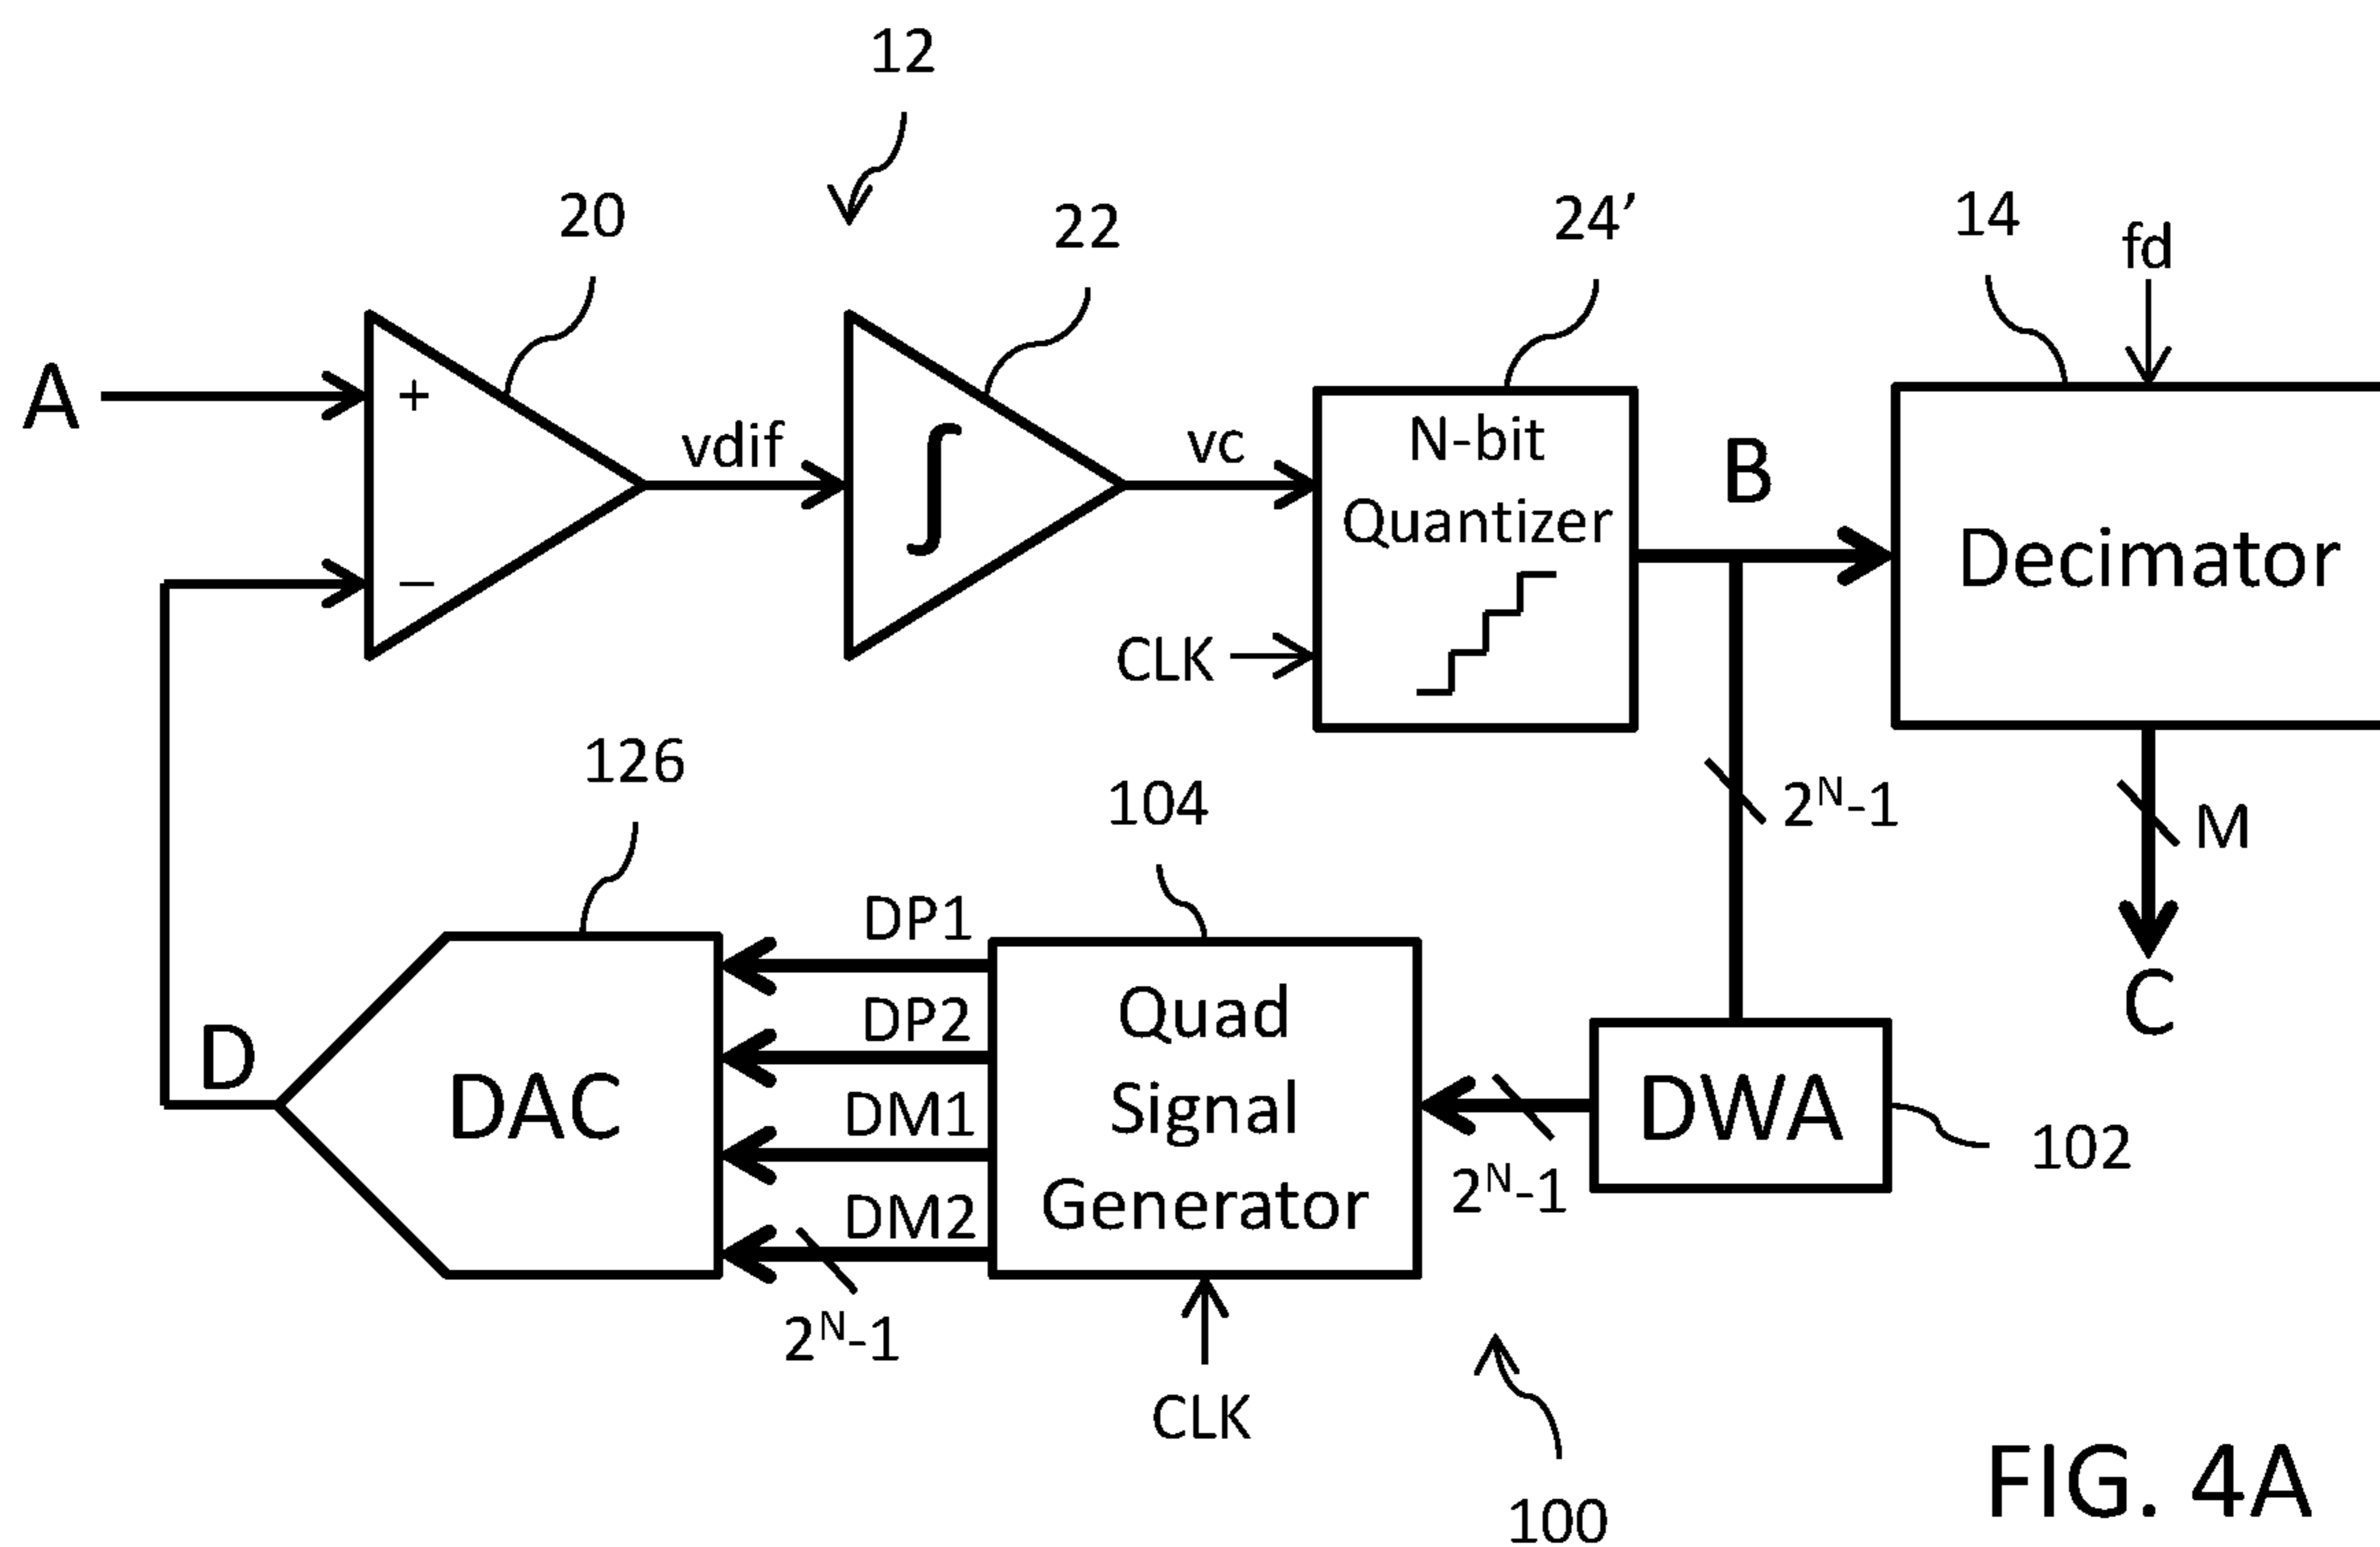 12
20
22
24’
14
fd
A
+
−
vdif
∫
vc
N-bit
Quantizer
CLK
B
Decimator
126
104
2ᴺ-1
M
C
DP1
DP2
DM1
DM2
2ᴺ-1
D
DAC
Quad
Signal
Generator
CLK
2ᴺ-1
DWA
102
100
FIG. 4A